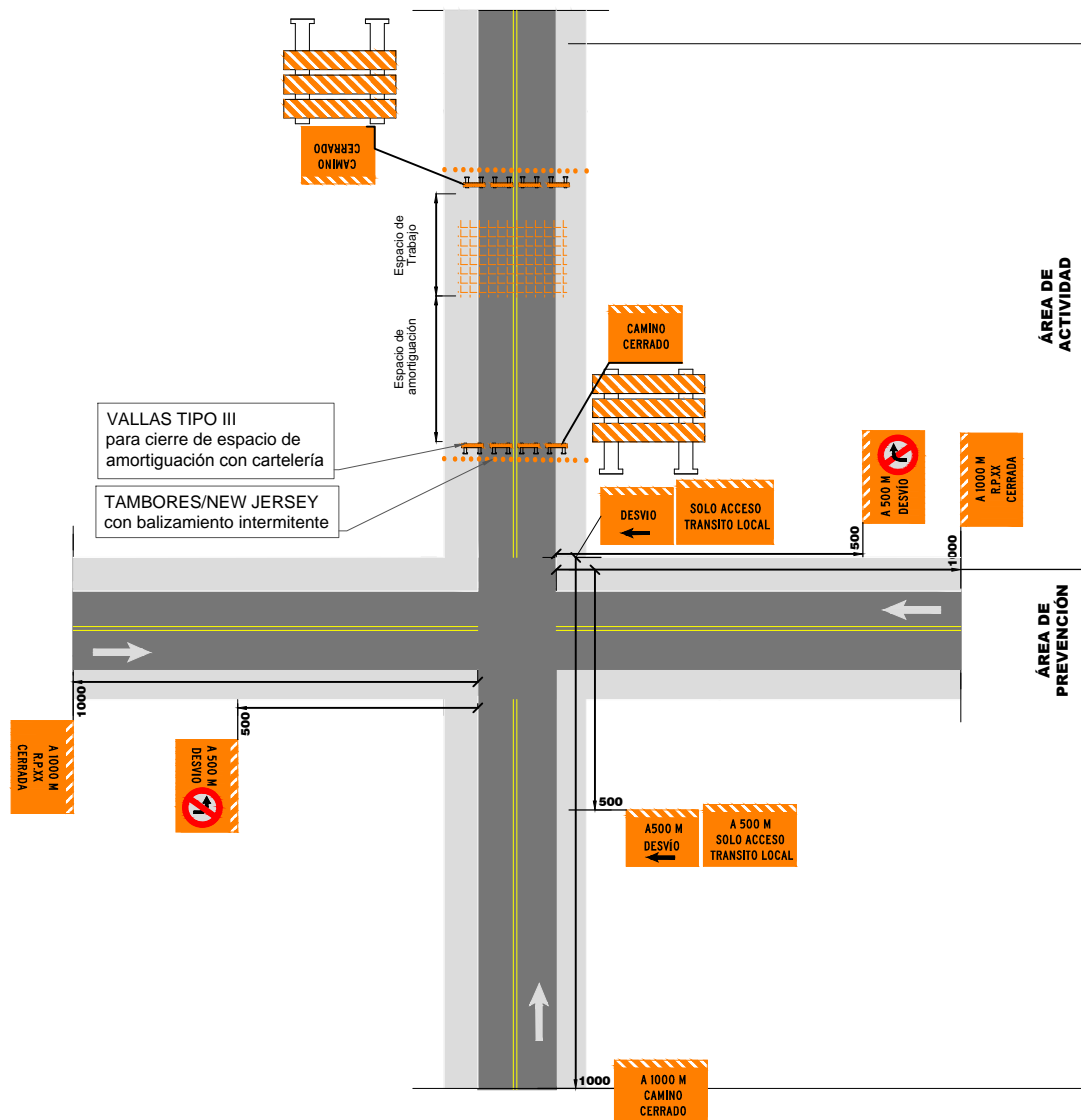 CAMINO
CERRADO
Espacio de
Trabajo
Espacio de
amortiguación
CAMINO
CERRADO
ÁREA DE
ACTIVIDAD
VALLAS TIPO III
para cierre de espacio de
amortiguación con cartelería
TAMBORES/NEW JERSEY
con balizamiento intermitente
DESVIO
SOLO ACCESO
TRANSITO LOCAL
A 500 M
DESVÍO
A 1000 M
R.P.XX
CERRADA
500
1000
ÁREA DE
PREVENCIÓN
1000
500
A 1000 M
R.P.XX
CERRADA
A 500 M
DESVIO
500
A500 M
DESVÍO
A 500 M
SOLO ACCESO
TRANSITO LOCAL
1000
A 1000 M
CAMINO
CERRADO